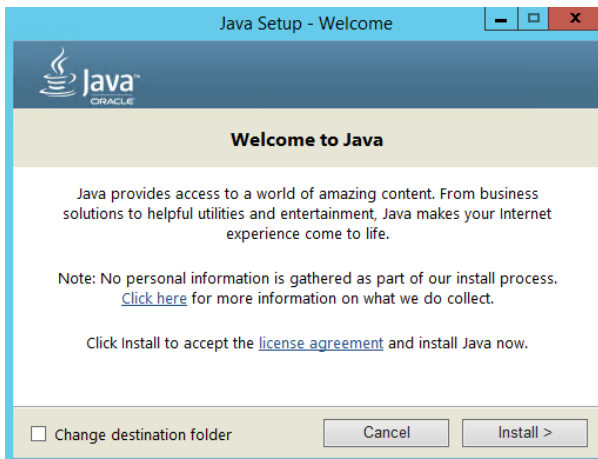 Java Setup - Welcome
Java™
ORACLE
Welcome to Java
Java provides access to a world of amazing content. From business
solutions to helpful utilities and entertainment, Java makes your Internet
experience come to life.
Note: No personal information is gathered as part of our install process.
Click here for more information on what we do collect.
Click Install to accept the license agreement and install Java now.
Change destination folder
Cancel
Install >